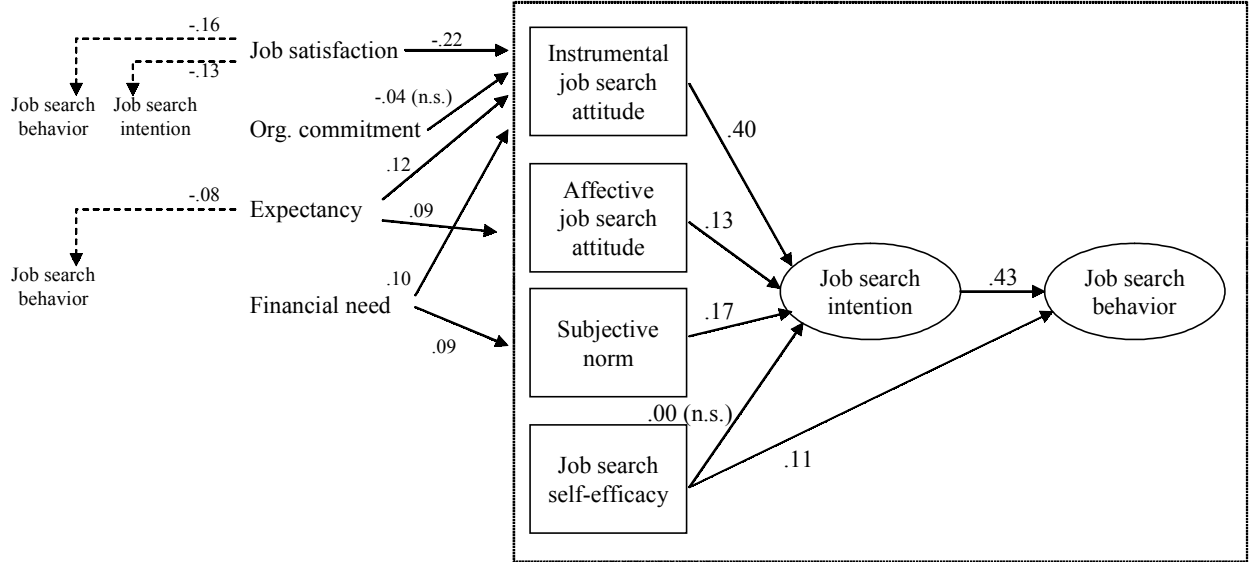 -.16
Job satisfaction
-.22
-.13
Job search
behavior
Job search
intention
-.04 (n.s.)
Org. commitment
.12
-.08
Expectancy
.09
Job search
behavior
.10
Financial need
.09
Instrumental
job search
attitude
.40
Affective
job search
attitude
.13
Subjective
norm
.17
.00 (n.s.)
Job search
self-efficacy
.11
Job search
intention
.43
Job search
behavior